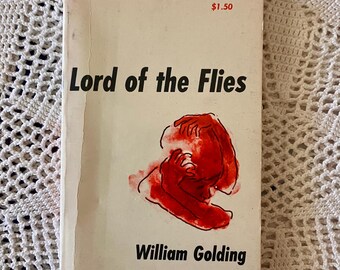 $1.50
Lord of the Flies
William Golding